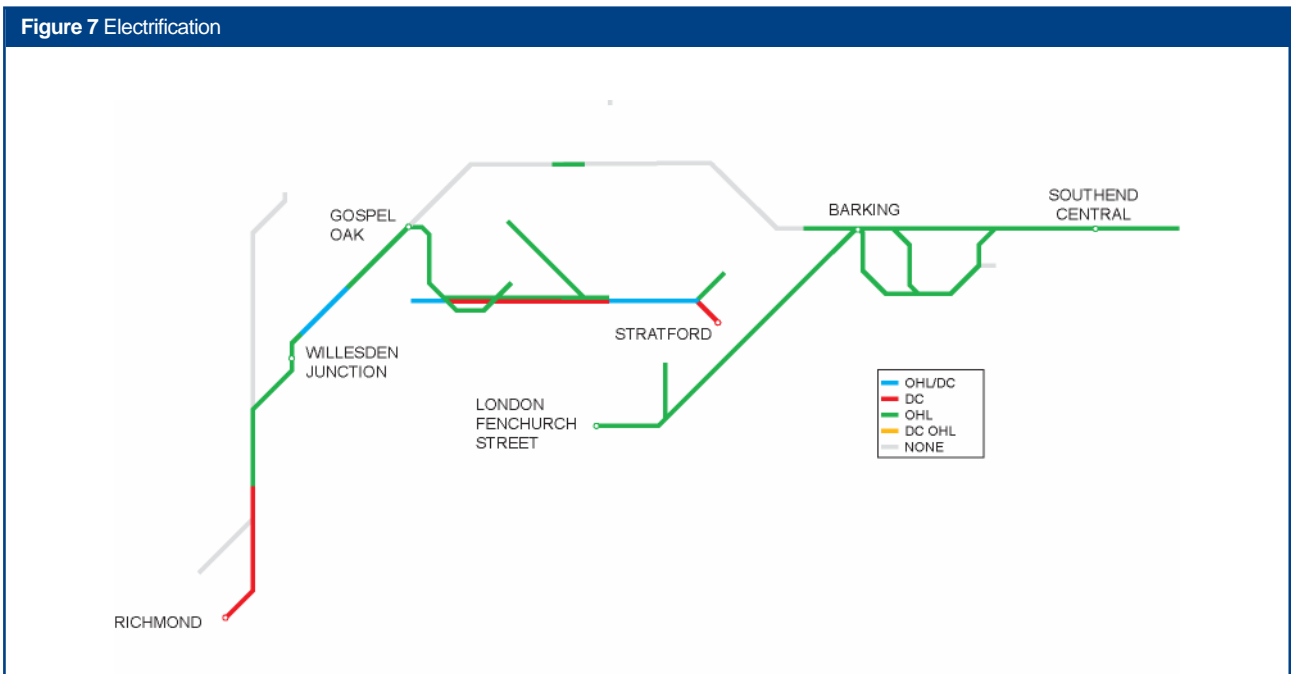 Figure 7 Electrification
GOSPEL
OAK
BARKING
SOUTHEND
CENTRAL
WILLESDEN
JUNCTION
STRATFORD
LONDON
FENCHURCH
STREET
OHL/DC
DC
OHL
DC OHL
NONE
RICHMOND